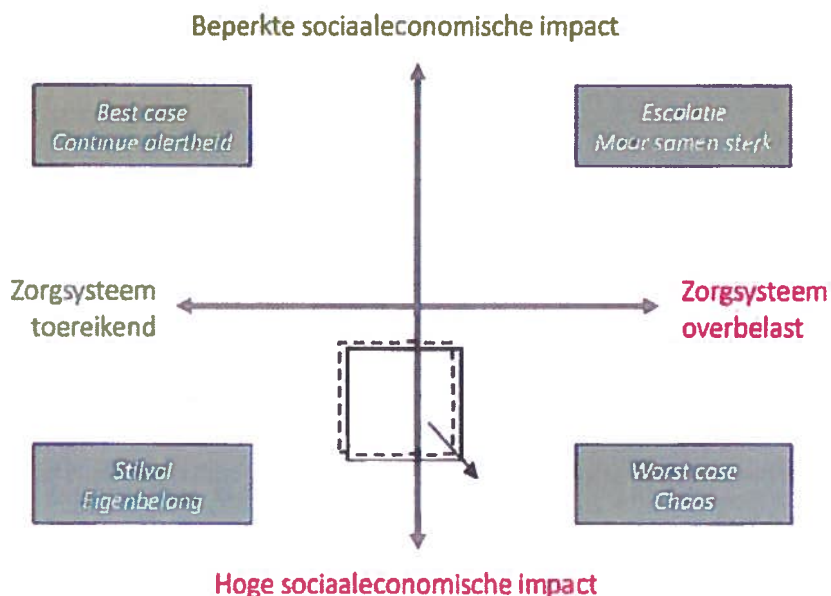 Beperkte sociaaleconomische impact
Best case
Continue alertheid
Escalatie
Maar samen sterk
Zorgsysteem
toereikend
Zorgsysteem
overbelast
Stilval
Eigenbelang
Worst case
Chaos
Hoge sociaaleconomische impact